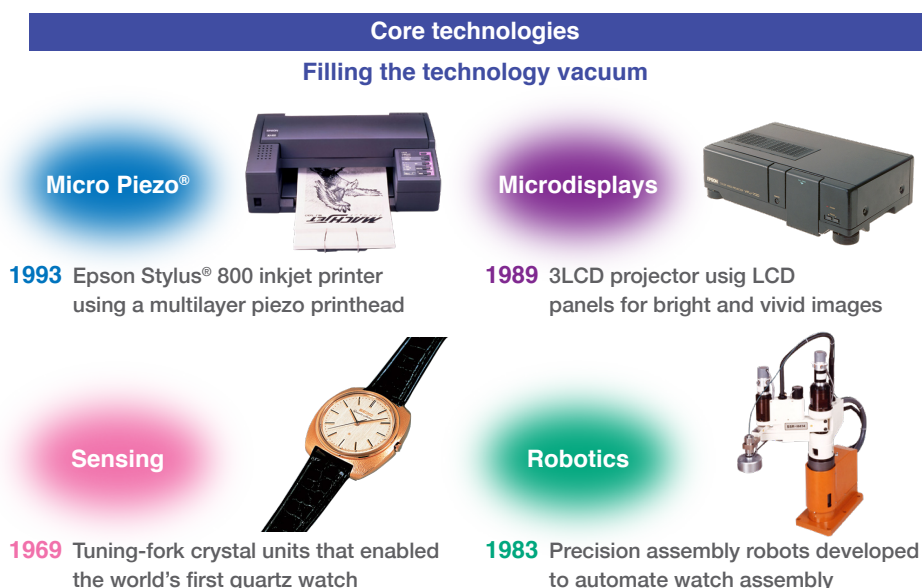 Core technologies
Filling the technology vacuum
Micro Piezo®
MACHJET
1993 Epson Stylus® 800 inkjet printer
using a multilayer piezo printhead
Microdisplays
EPSON
1989 3LCD projector usig LCD
panels for bright and vivid images
Sensing
1969 Tuning-fork crystal units that enabled
the world's first quartz watch
Robotics
1983 Precision assembly robots developed
to automate watch assembly